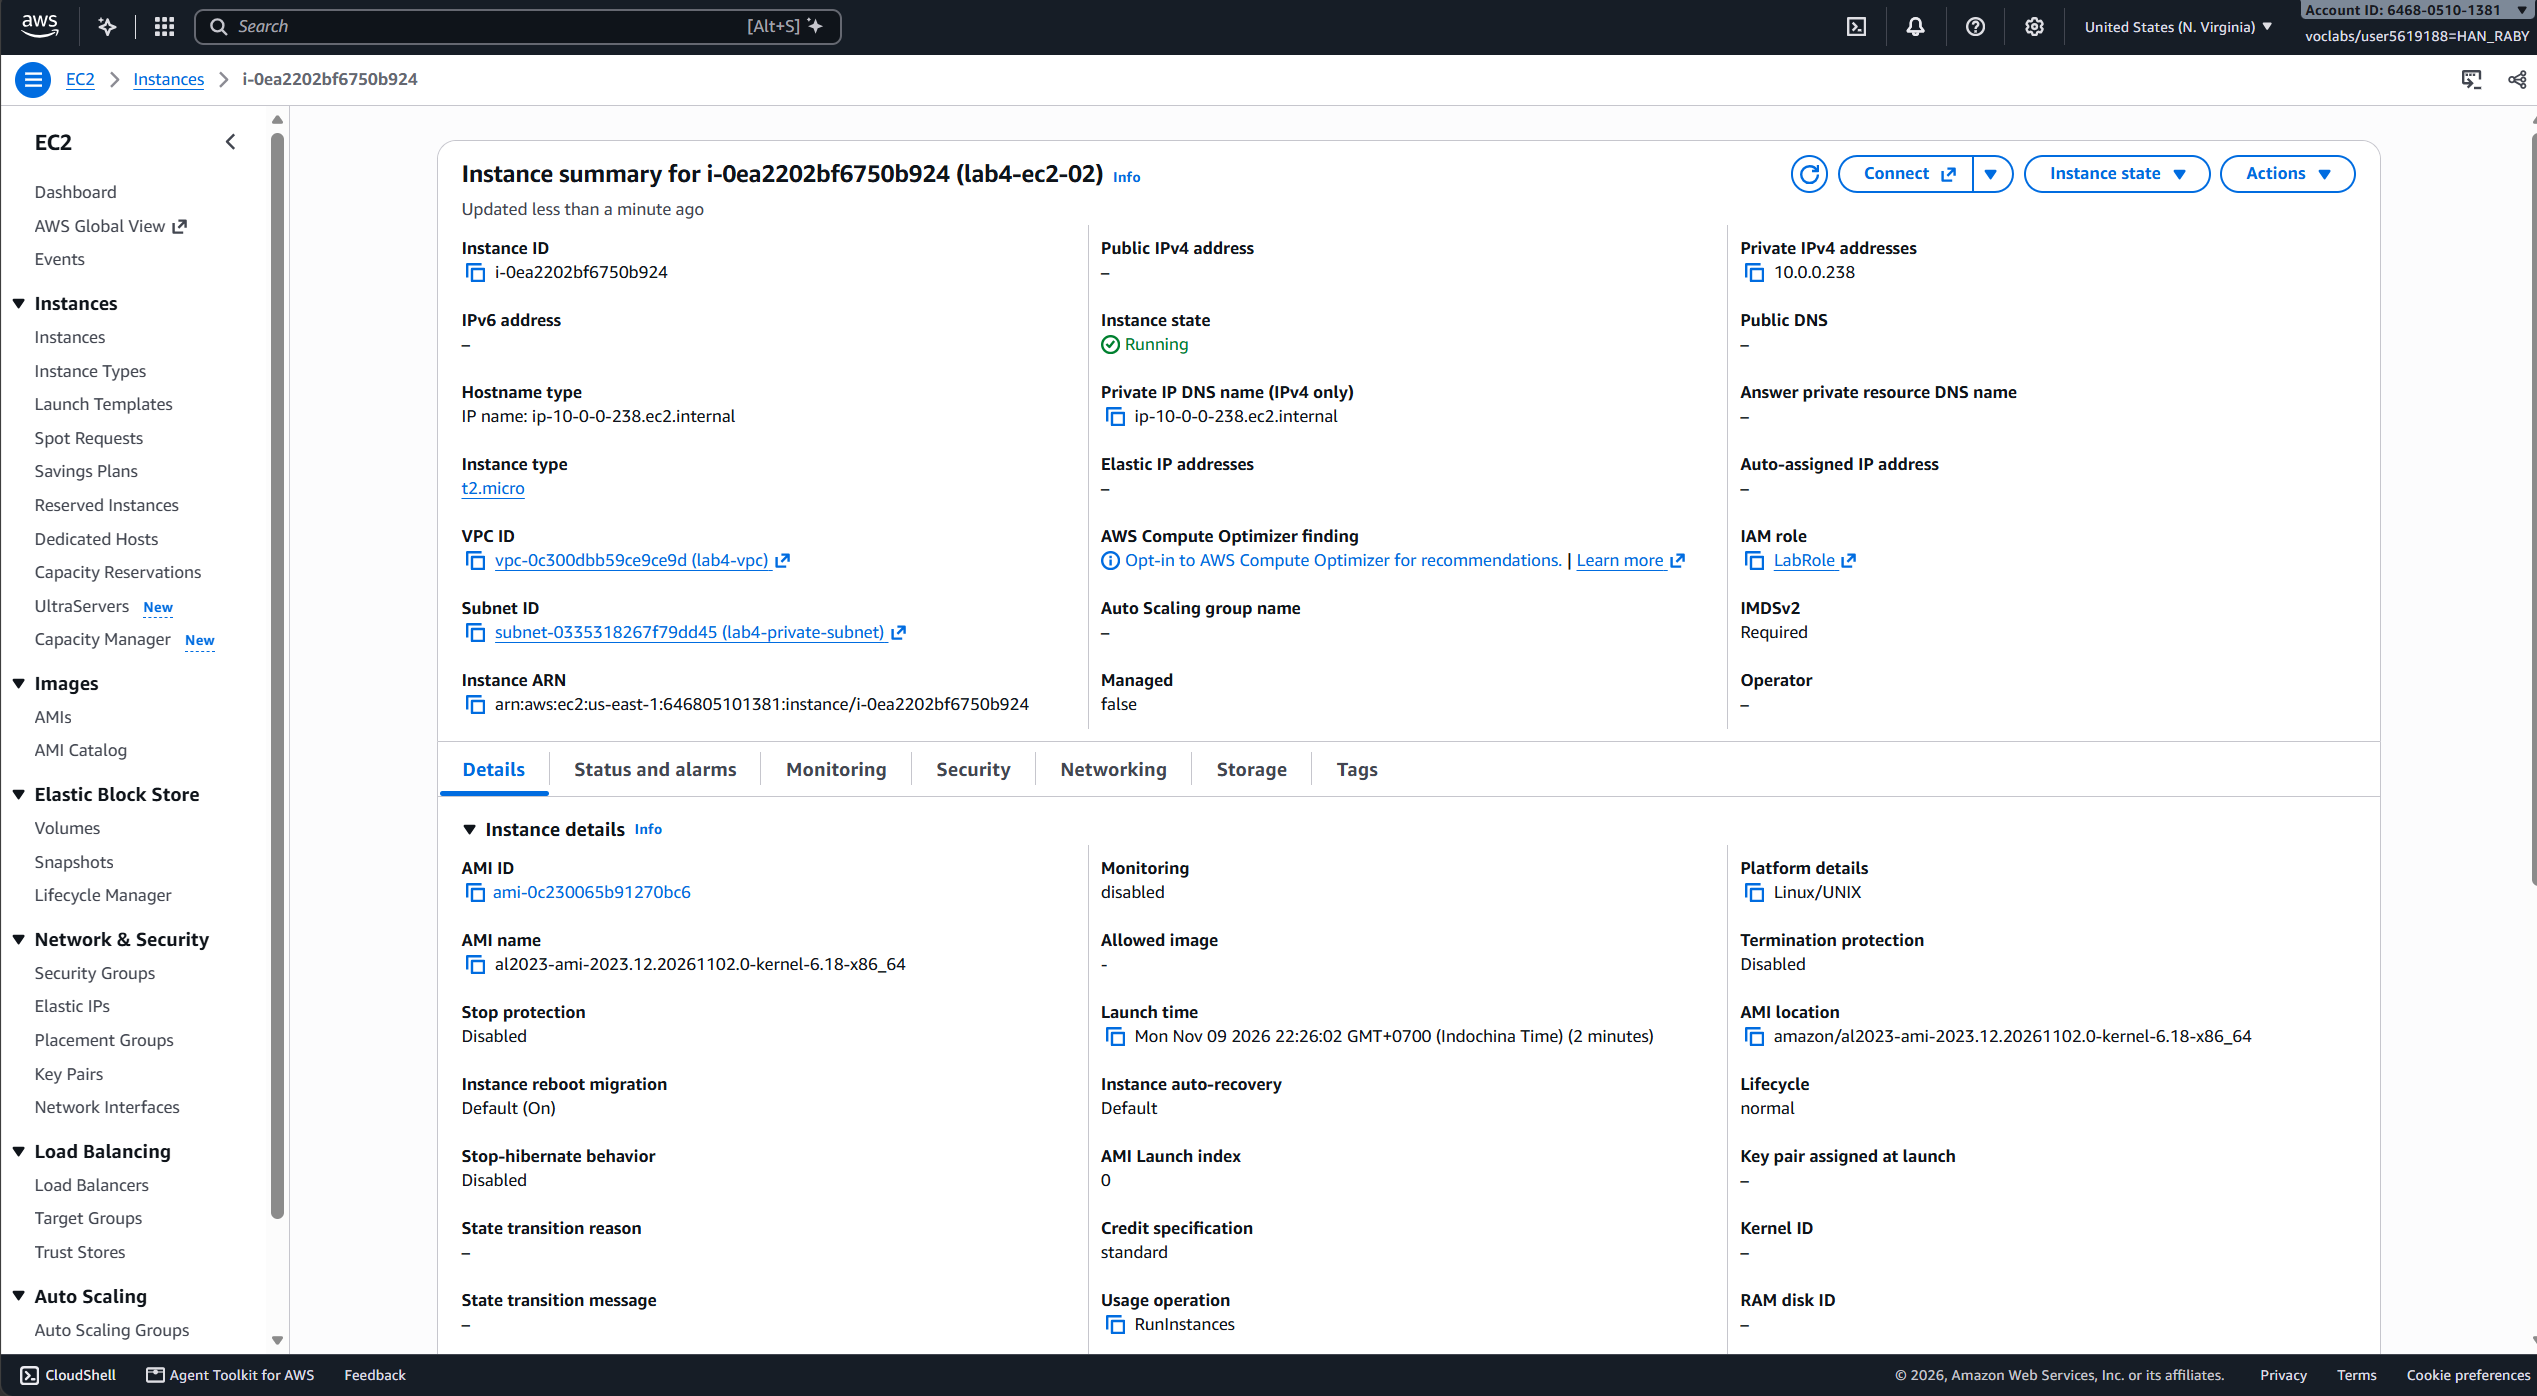 aws
Search [Alt+S]
United States (N. Virginia)
Account ID: 6468-0510-1381
voclabs/user5619188=HAN_RABY
EC2 Instances i-0ea2202bf6750b924
EC2
Dashboard
AWS Global View
Events
Instances
Instances
Instance Types
Launch Templates
Spot Requests
Savings Plans
Reserved Instances
Dedicated Hosts
Capacity Reservations
UltraServers New
Capacity Manager New
Images
AMIs
AMI Catalog
Elastic Block Store
Volumes
Snapshots
Lifecycle Manager
Network & Security
Security Groups
Elastic IPs
Placement Groups
Key Pairs
Network Interfaces
Load Balancing
Load Balancers
Target Groups
Trust Stores
Auto Scaling
Auto Scaling Groups
Instance summary for i-0ea2202bf6750b924 (lab4-ec2-02) Info
Connect Instance state Actions
Updated less than a minute ago
Instance ID
i-0ea2202bf6750b924
Public IPv4 address
–
Private IPv4 addresses
10.0.0.238
IPv6 address
–
Instance state
Running
Public DNS
–
Hostname type
IP name: ip-10-0-0-238.ec2.internal
Private IP DNS name (IPv4 only)
ip-10-0-0-238.ec2.internal
Answer private resource DNS name
–
Instance type
t2.micro
Elastic IP addresses
–
Auto-assigned IP address
–
VPC ID
vpc-0c300dbb59ce9ce9d (lab4-vpc)
AWS Compute Optimizer finding
Opt-in to AWS Compute Optimizer for recommendations. | Learn more
IAM role
LabRole
Subnet ID
subnet-0335318267f79dd45 (lab4-private-subnet)
Auto Scaling group name
–
IMDSv2
Required
Instance ARN
arn:aws:ec2:us-east-1:646805101381:instance/i-0ea2202bf6750b924
Managed
false
Operator
–
Details Status and alarms Monitoring Security Networking Storage Tags
Instance details Info
AMI ID
ami-0c230065b91270bc6
Monitoring
disabled
Platform details
Linux/UNIX
AMI name
al2023-ami-2023.12.20261102.0-kernel-6.18-x86_64
Allowed image
-
Termination protection
Disabled
Stop protection
Disabled
Launch time
Mon Nov 09 2026 22:26:02 GMT+0700 (Indochina Time) (2 minutes)
AMI location
amazon/al2023-ami-2023.12.20261102.0-kernel-6.18-x86_64
Instance reboot migration
Default (On)
Instance auto-recovery
Default
Lifecycle
normal
Stop-hibernate behavior
Disabled
AMI Launch index
0
Key pair assigned at launch
–
State transition reason
–
Credit specification
standard
Kernel ID
–
State transition message
–
Usage operation
RunInstances
RAM disk ID
–
CloudShell Agent Toolkit for AWS Feedback
© 2026, Amazon Web Services, Inc. or its affiliates. Privacy Terms Cookie preferences